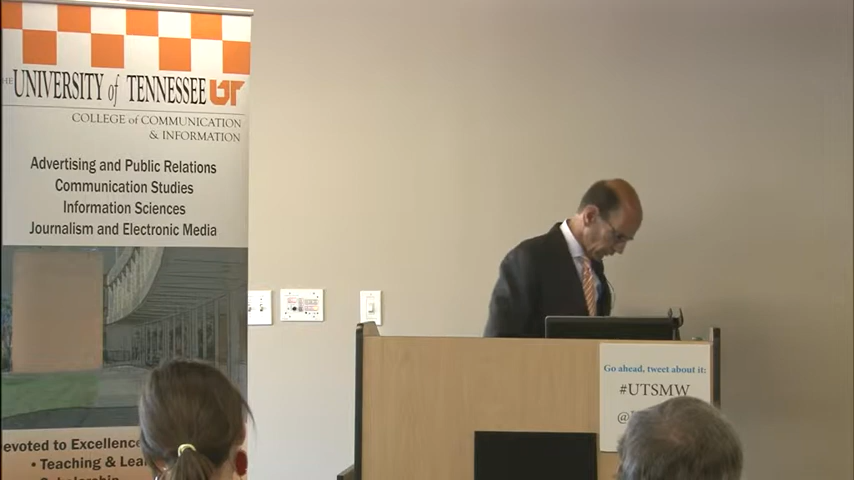 THE
UNIVERSITY of TENNESSEE UT
COLLEGE of COMMUNICATION
& INFORMATION
Advertising and Public Relations
Communication Studies
Information Sciences
Journalism and Electronic Media
evoted to Excellence
• Teaching & Lea
Go ahead, tweet about it:
#UTSMW